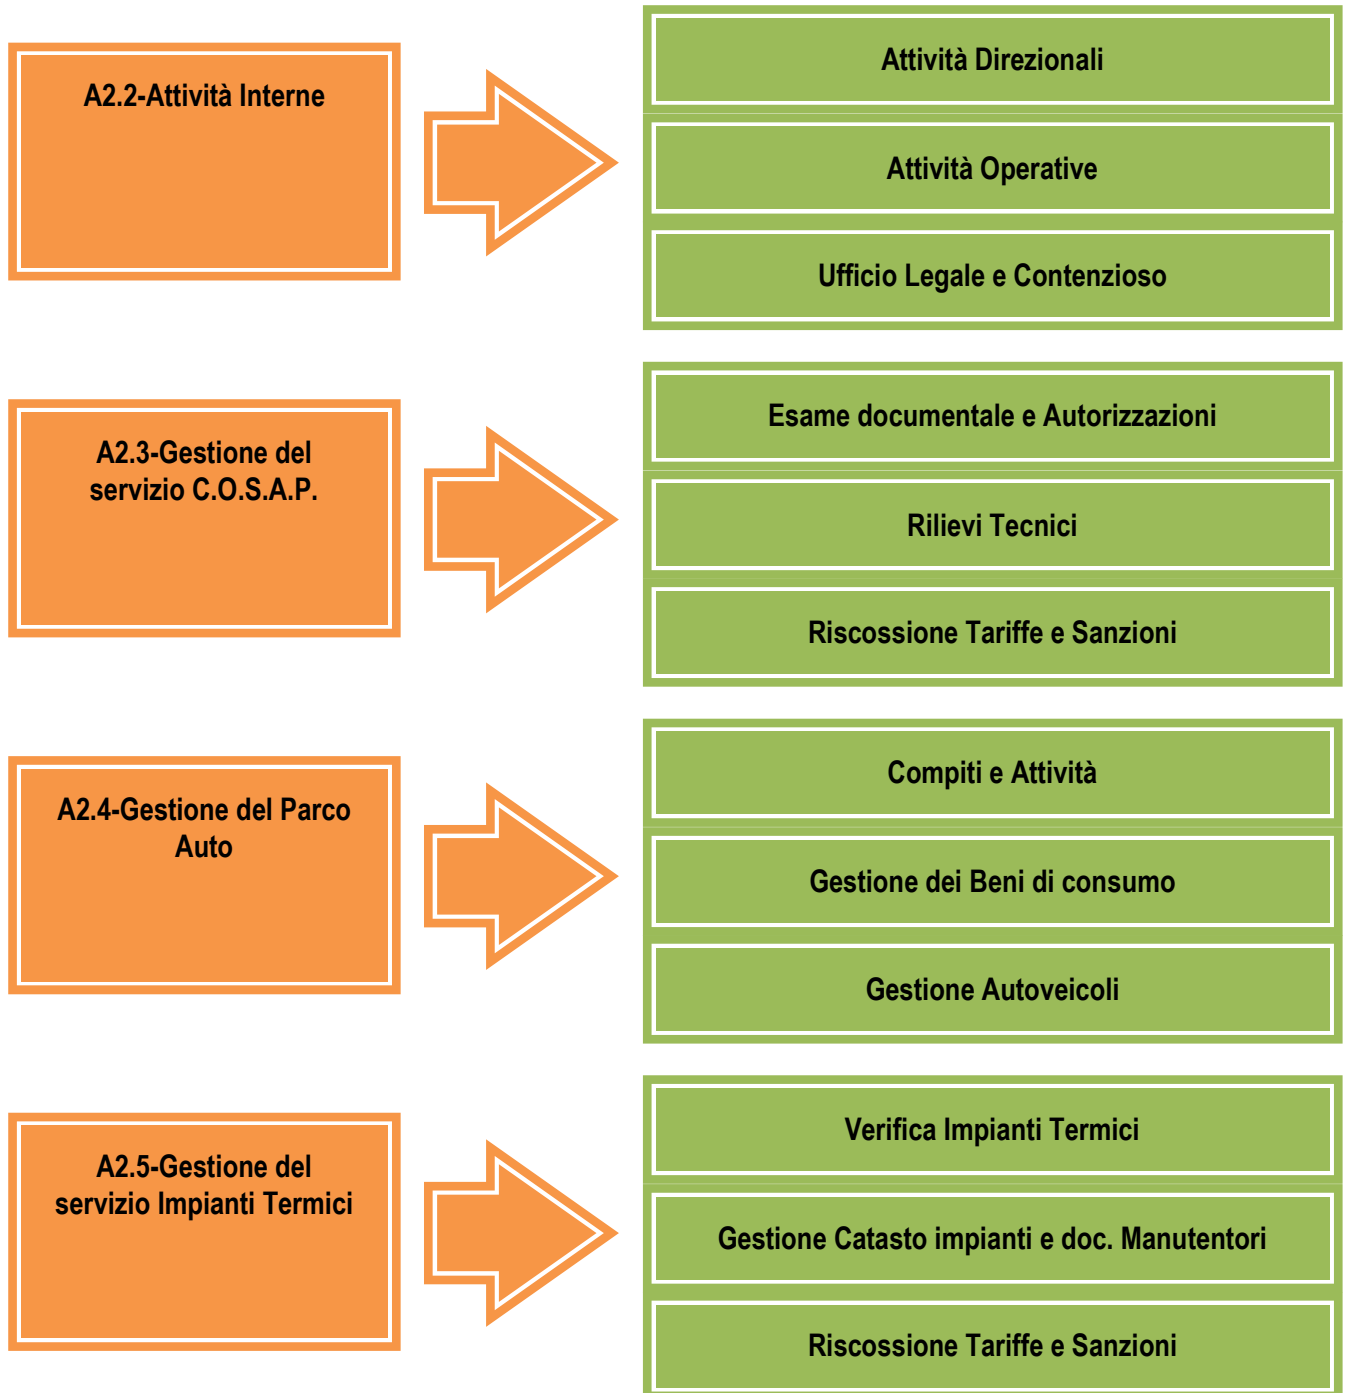 A2.2-Attività Interne
Attività Direzionali
Attività Operative
Ufficio Legale e Contenzioso
A2.3-Gestione del
servizio C.O.S.A.P.
Esame documentale e Autorizzazioni
Rilievi Tecnici
Riscossione Tariffe e Sanzioni
A2.4-Gestione del Parco
Auto
Compiti e Attività
Gestione dei Beni di consumo
Gestione Autoveicoli
A2.5-Gestione del
servizio Impianti Termici
Verifica Impianti Termici
Gestione Catasto impianti e doc. Manutentori
Riscossione Tariffe e Sanzioni